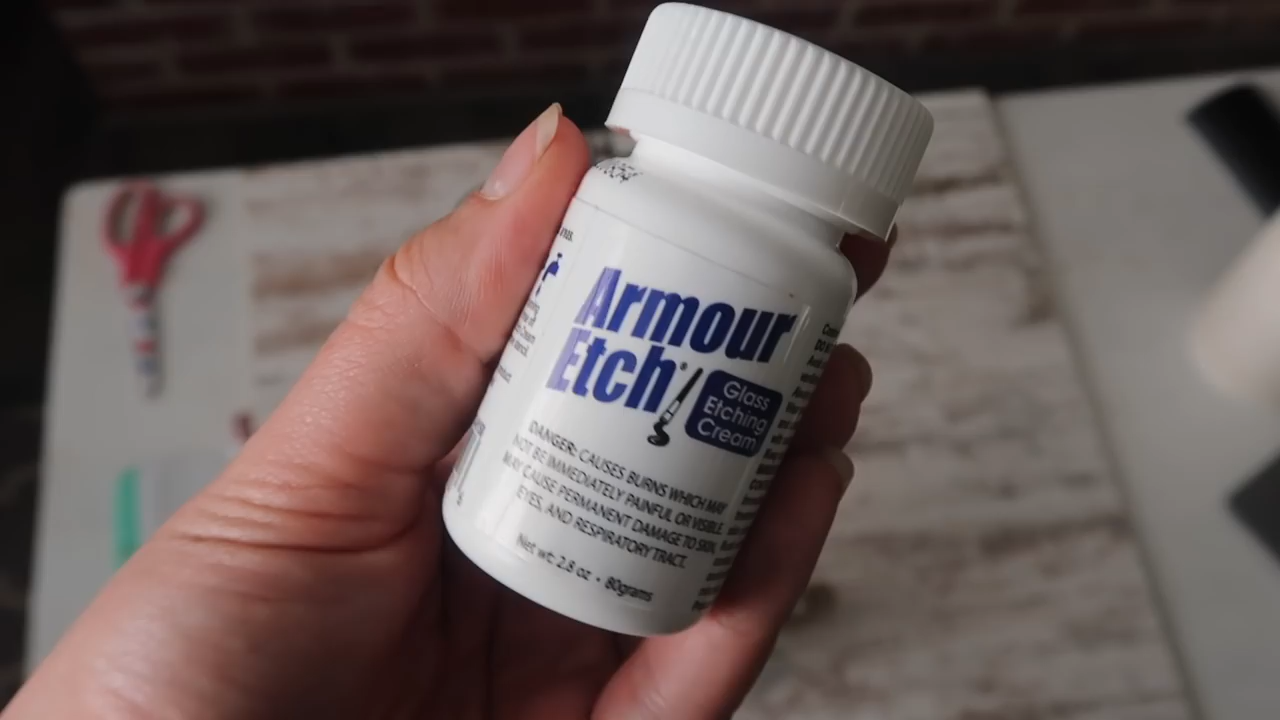 Armour
Etch®
Glass
Etching
Cream
DANGER: CAUSES BURNS WHICH MAY
NOT BE IMMEDIATELY PAINFUL OR VISIBLE.
MAY CAUSE PERMANENT DAMAGE TO SKIN,
EYES, AND RESPIRATORY TRACT.
Net wt: 2.8 oz • 80grams